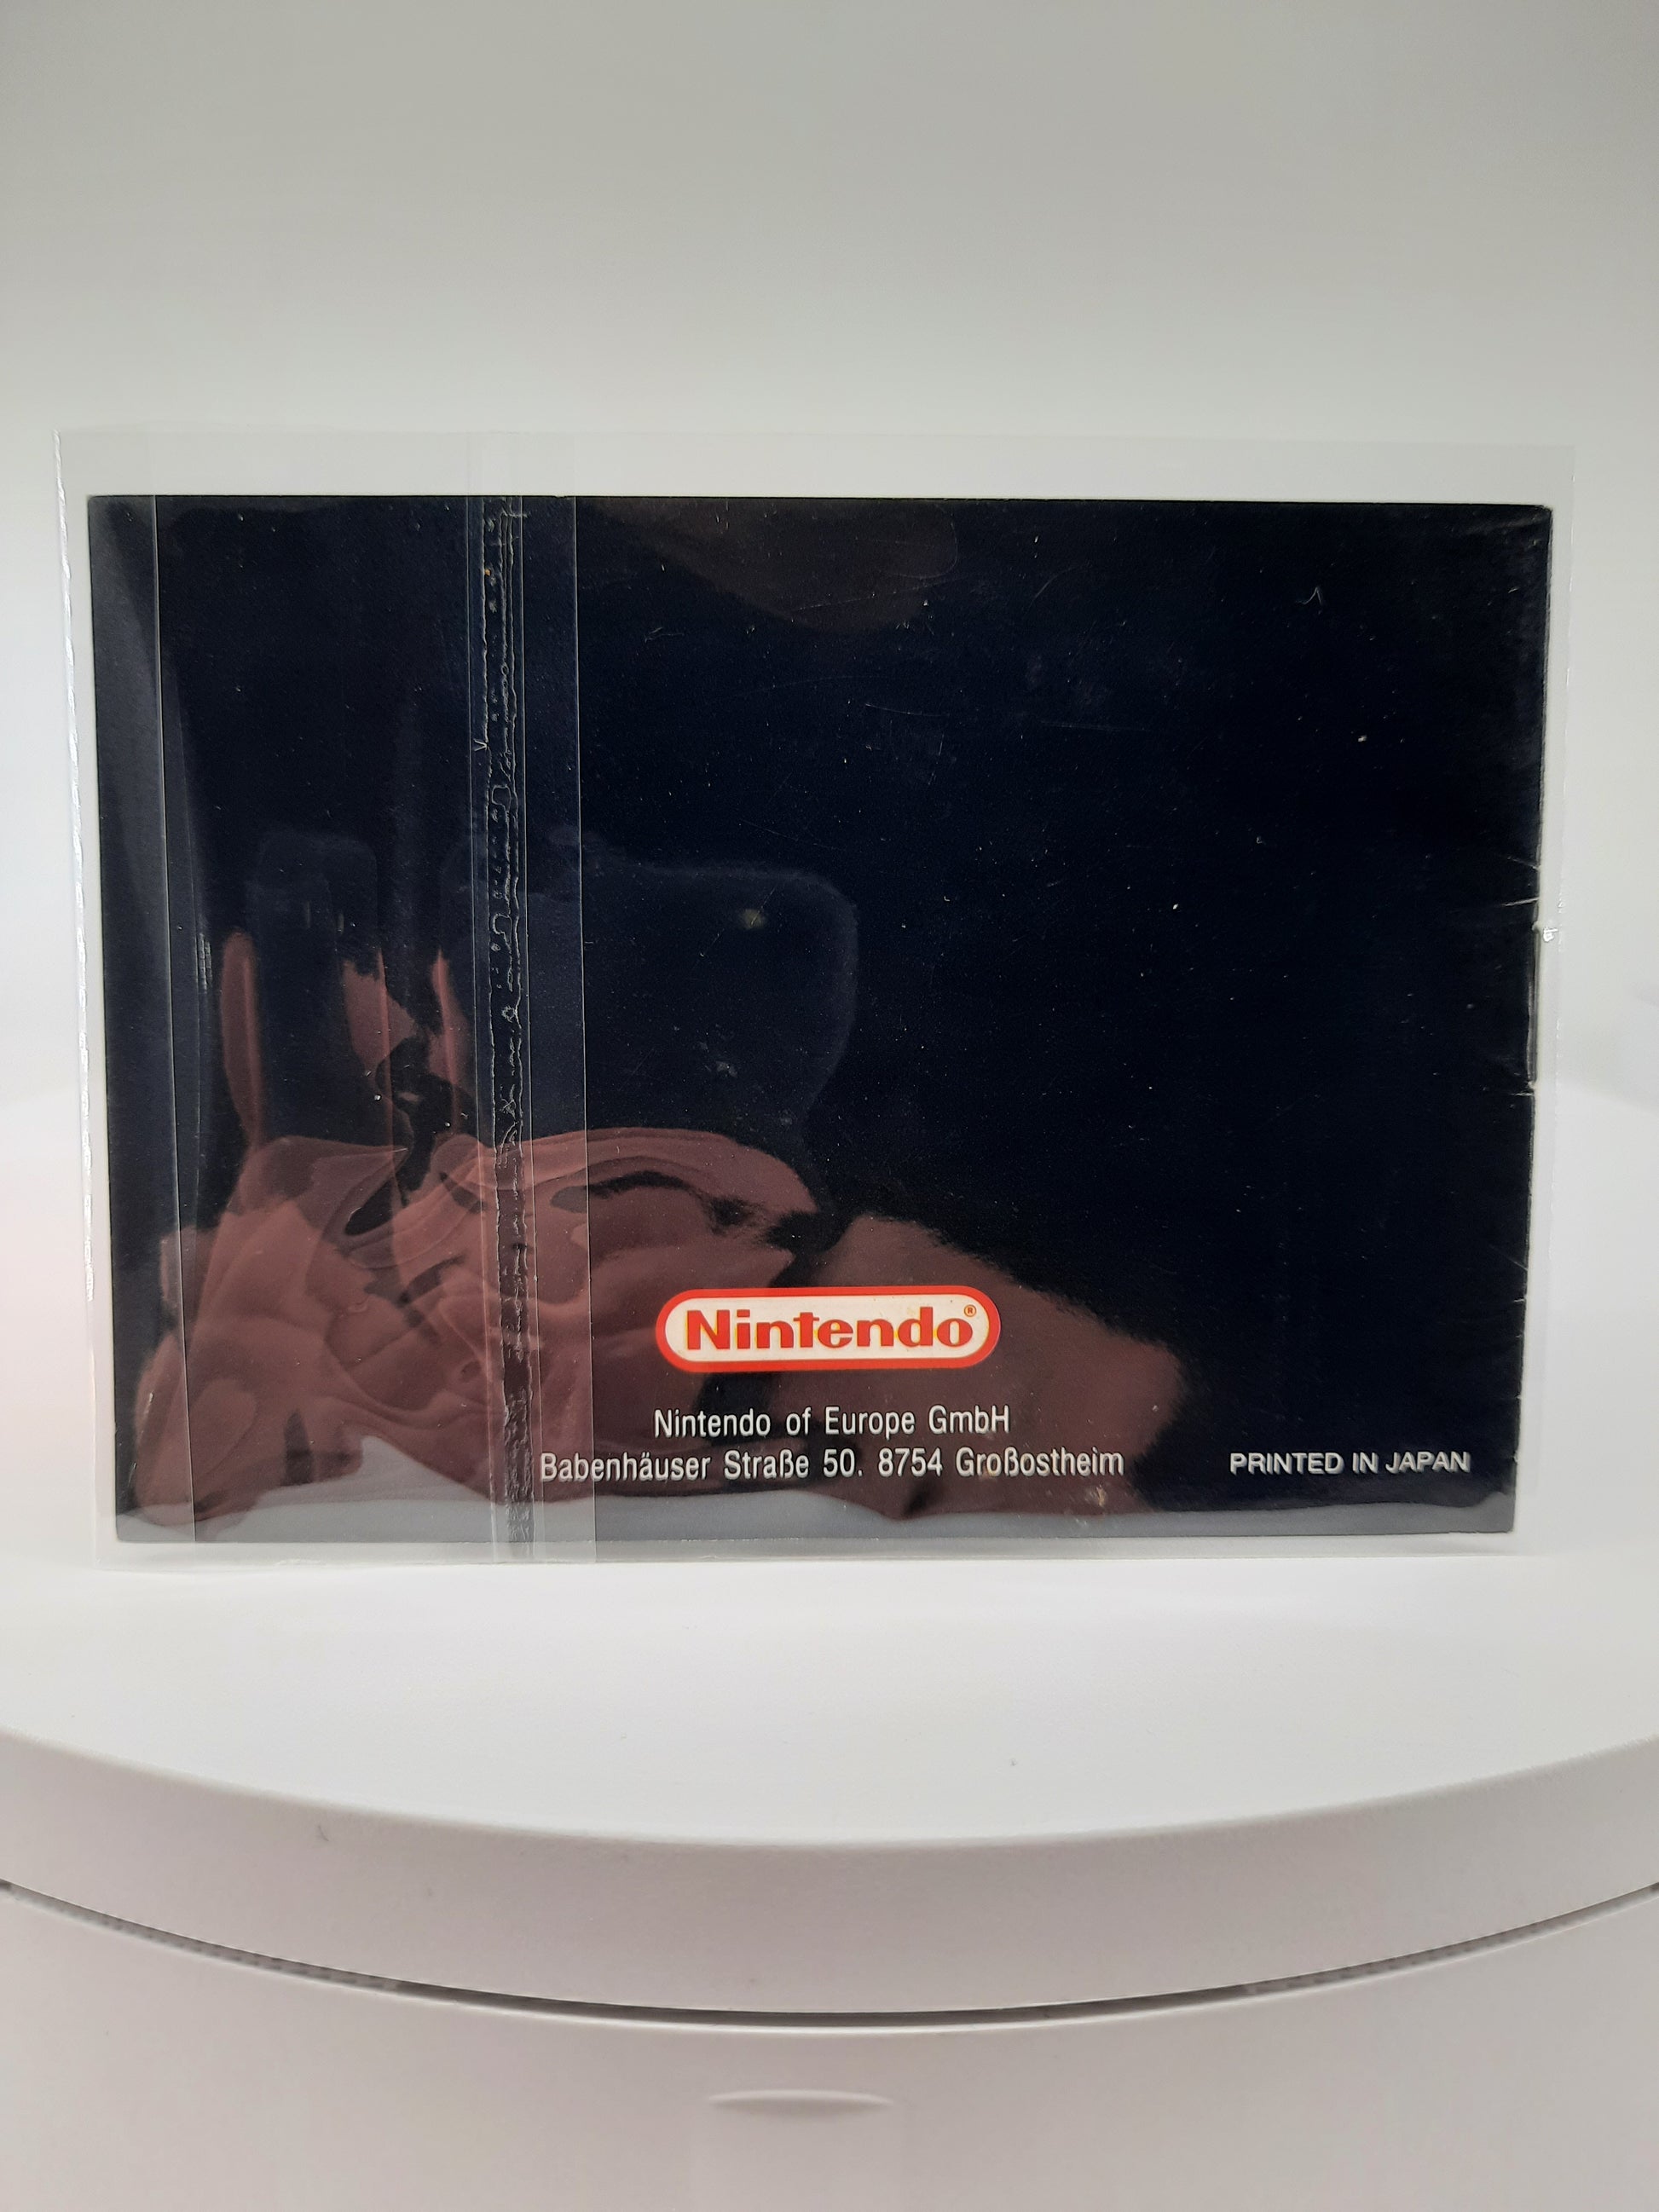 Nintendo®
Nintendo of Europe GmbH
Babenhäuser Straße 50. 8754 Großostheim
PRINTED IN JAPAN